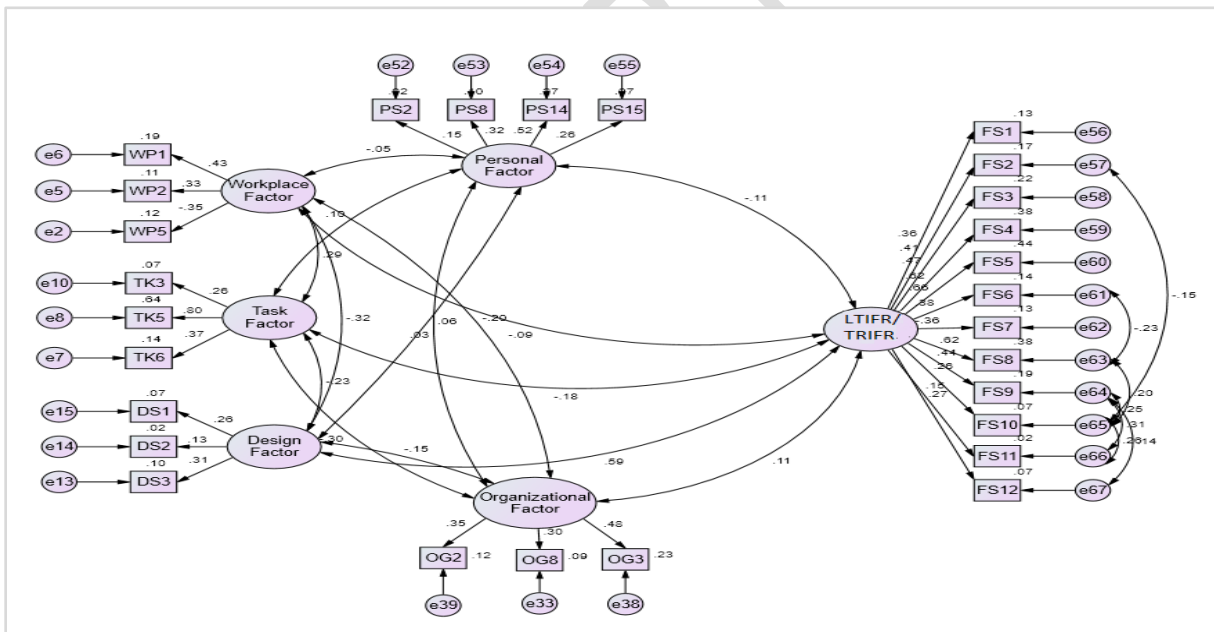 e52 e53 e54 e55
.02 .10 .07
PS2 PS8 PS14 PS15
.15 .32 .52 .26
Personal
Factor
e6 .19 WP1 .43
e5 .11 WP2 .33
e2 .12 WP5 -.35
Workplace
Factor
-.05
.19
.29
e10 .07 TK3 .26
e8 .64 TK5 .80
e7 .14 TK6 .37
Task
Factor
-.32
.03
.06
-.20
-.09
-.23
e15 .07 DS1 .26
e14 .02 DS2 .13
e13 .10 DS3 .31
Design
Factor
.30
-.15
-.18
.59
.11
-.11
Organizational
Factor
.35 .30 .48
OG2 .12 OG8 .09 OG3 .23
e39 e33 e38
LTIFR/
TRIFR
.36
.41
.47
.62
.66
.38
-.36
.62
.44
.26
.15
.27
.13
FS1 e56
.17
FS2 e57
.22
FS3 e58
.38
FS4 e59
.44
FS5 e60
.14
FS6 e61
.13
FS7 e62
.38
FS8 e63
.19
FS9 e64
.07
FS10 e65
.02
FS11 e66
.07
FS12 e67
-.15
-.23
.20
.25
.31
.26
.14